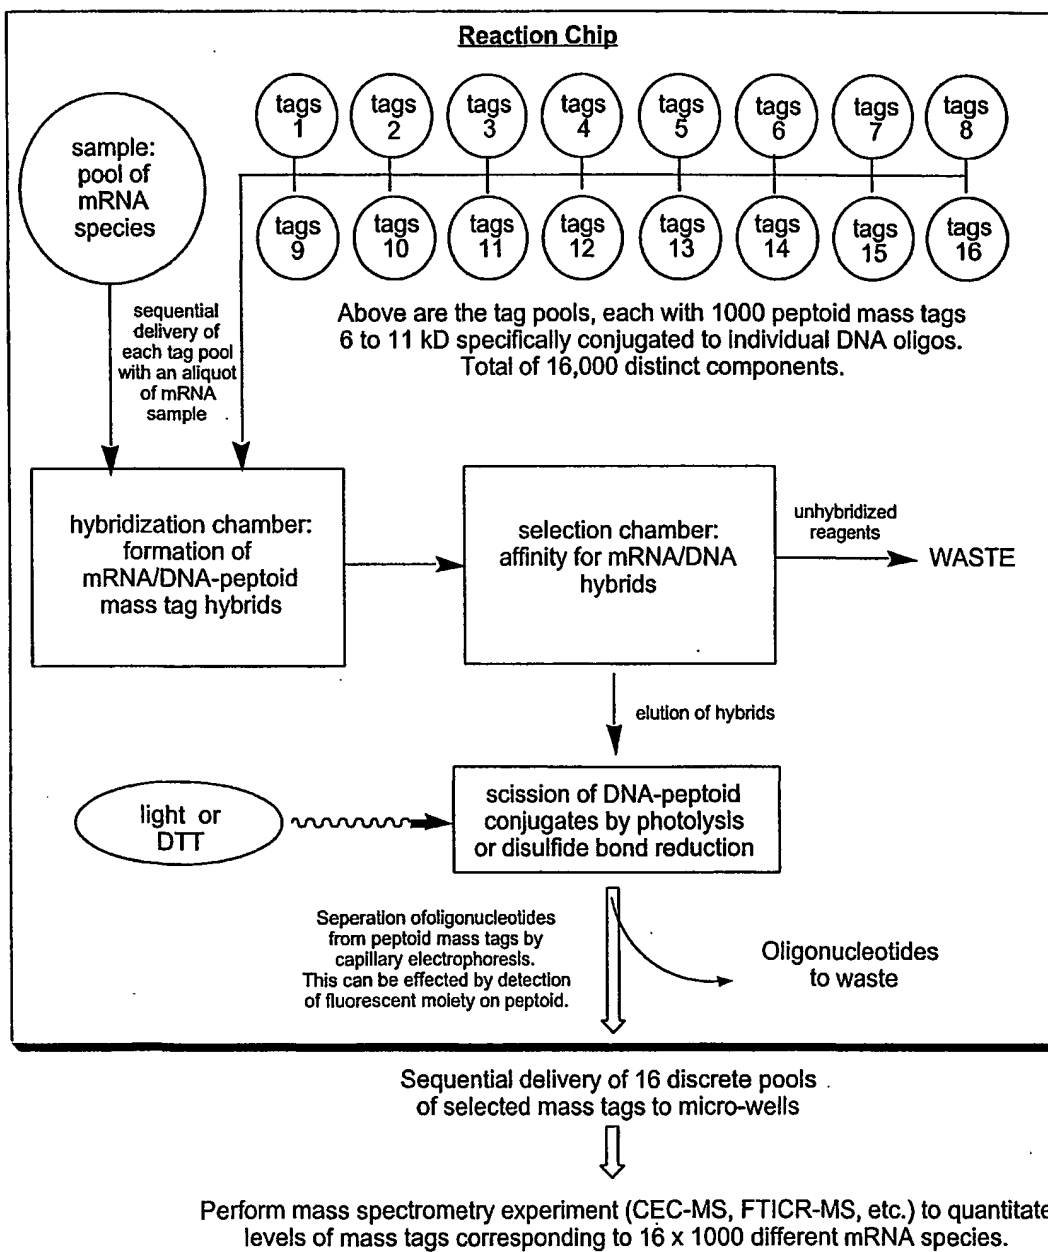 Reaction Chip
tags
1
tags
2
tags
3
tags
4
tags
5
tags
6
tags
7
tags
8
sample:
pool of
mRNA
species
tags
9
tags
10
tags
11
tags
12
tags
13
tags
14
tags
15
tags
16
sequential
delivery of
each tag pool
with an aliquot
of mRNA
sample
Above are the tag pools, each with 1000 peptoid mass tags
6 to 11 kD specifically conjugated to individual DNA oligos.
Total of 16,000 distinct components.
hybridization chamber:
formation of
mRNA/DNA-peptoid
mass tag hybrids
selection chamber:
affinity for mRNA/DNA
hybrids
unhybridized
reagents
WASTE
elution of hybrids
light or
DTT
scission of DNA-peptoid
conjugates by photolysis
or disulfide bond reduction
Seperation ofoligonucleotides
from peptoid mass tags by
capillary electrophoresis.
This can be effected by detection
of fluorescent moiety on peptoid.
Oligonucleotides
to waste
Sequential delivery of 16 discrete pools
of selected mass tags to micro-wells
Perform mass spectrometry experiment (CEC-MS, FTICR-MS, etc.) to quantitate
levels of mass tags corresponding to 16 x 1000 different mRNA species.